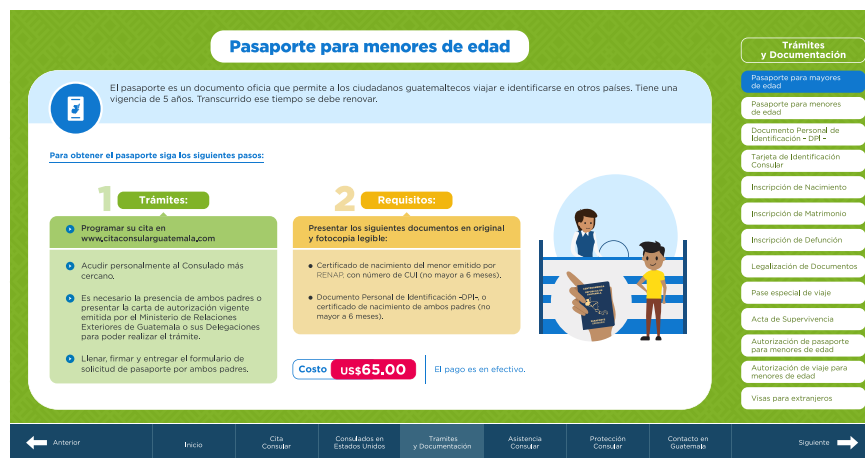 Pasaporte para menores de edad
El pasaporte es un documento oficia que permite a los ciudadanos guatemaltecos viajar e identificarse en otros países. Tiene una
vigencia de 5 años. Transcurrido ese tiempo se debe renovar.
Para obtener el pasaporte siga los siguientes pasos:
1 Trámites:
Programar su cita en
www.citaconsularguatemala.com
Acudir personalmente al Consulado más
cercano.
Es necesario la presencia de ambos padres o
presentar la carta de autorización vigente
emitida por el Ministerio de Relaciones
Exteriores de Guatemala o sus Delegaciones
para poder realizar el trámite.
Llenar, firmar y entregar el formulario de
solicitud de pasaporte por ambos padres.
2 Requisitos:
Presentar los siguientes documentos en original
y fotocopia legible:
• Certificado de nacimiento del menor emitido por
RENAP, con número de CUI (no mayor a 6 meses).
• Documento Personal de Identificación -DPI-, o
certificado de nacimiento de ambos padres (no
mayor a 6 meses).
Costo US$65.00
El pago es en efectivo.
Trámites
y Documentación
Pasaporte para mayores
de edad
Pasaporte para menores
de edad
Documento Personal de
Identificación – DPI –
Tarjeta de Identificación
Consular
Inscripción de Nacimiento
Inscripción de Matrimonio
Inscripción de Defunción
Legalización de Documentos
Pase especial de viaje
Acta de Supervivencia
Autorización de pasaporte
para menores de edad
Autorización de viaje para
menores de edad
Visas para extranjeros
Anterior
Inicio
Cita
Consular
Consulados en
Estados Unidos
Tramites
y Documentación
Asistencia
Consular
Protección
Consular
Contacto en
Guatemala
Siguiente